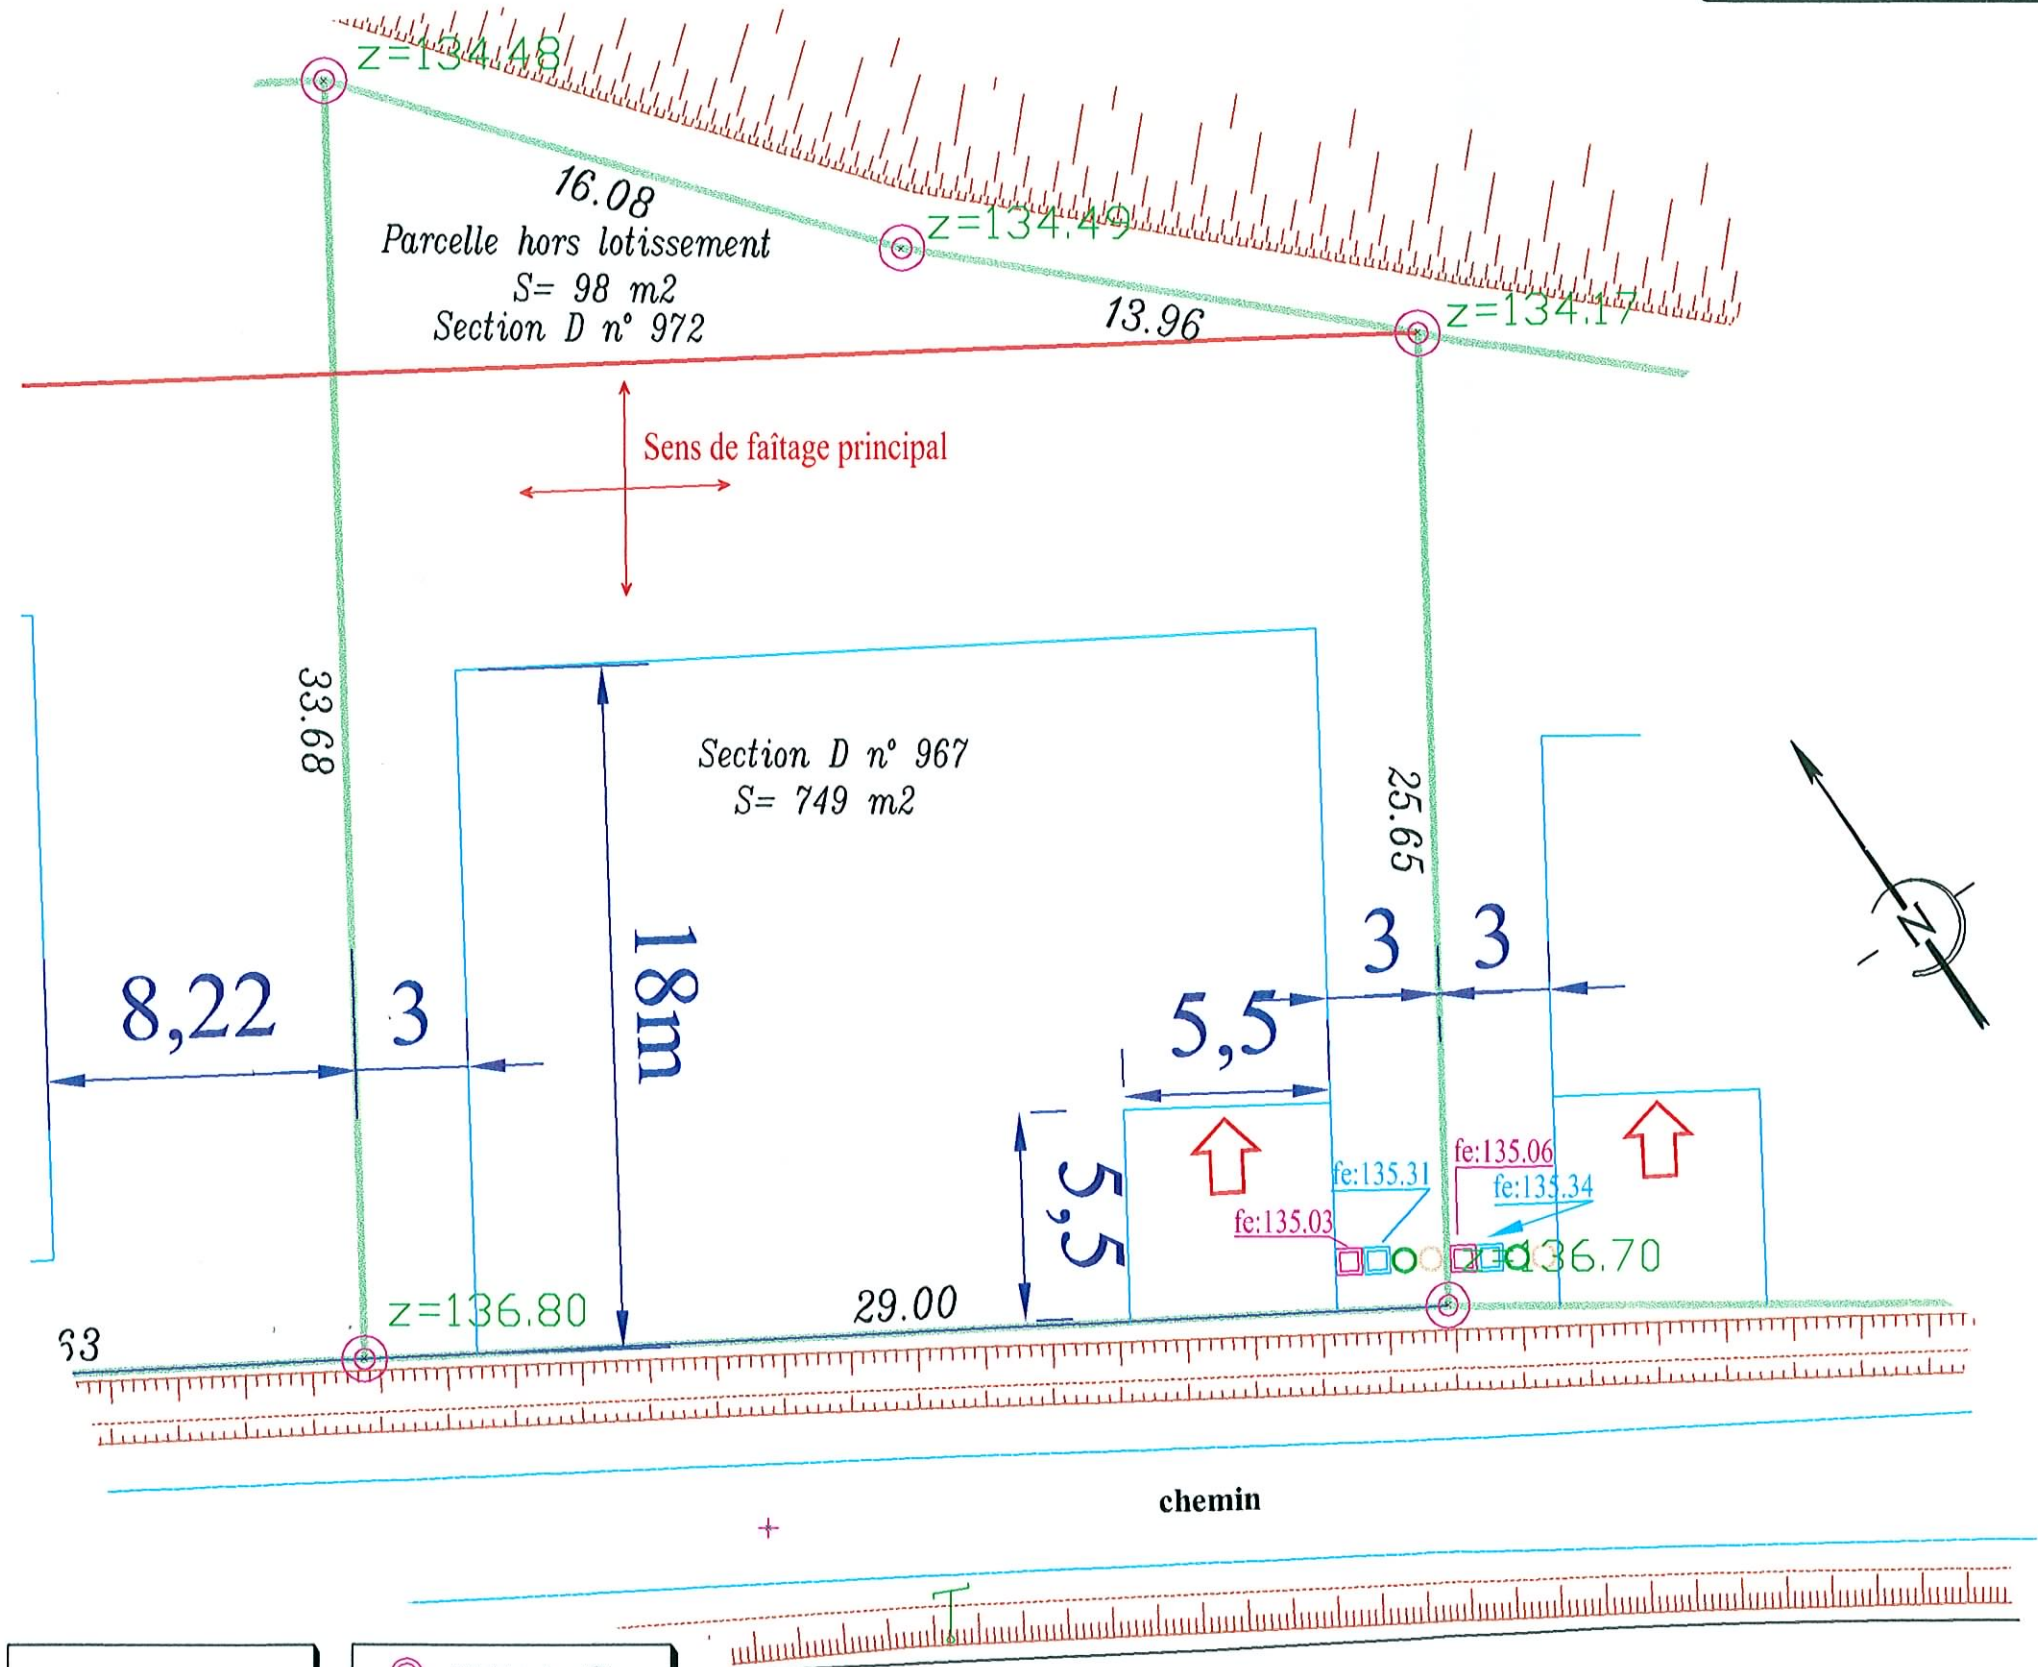 z=134.48
16.08
Parcelle hors lotissement
S= 98 m2
Section D n° 972
z=134.49
13.96
z=134.17
Sens de faîtage principal
33.68
Section D n° 967
S= 749 m2
25.65
8,22
3
18m
5,5
3
3
N
5,5
fe:135.03
fe:135.31
fe:135.06
fe:135.34
z=136.70
z=136.80
29.00
chemin